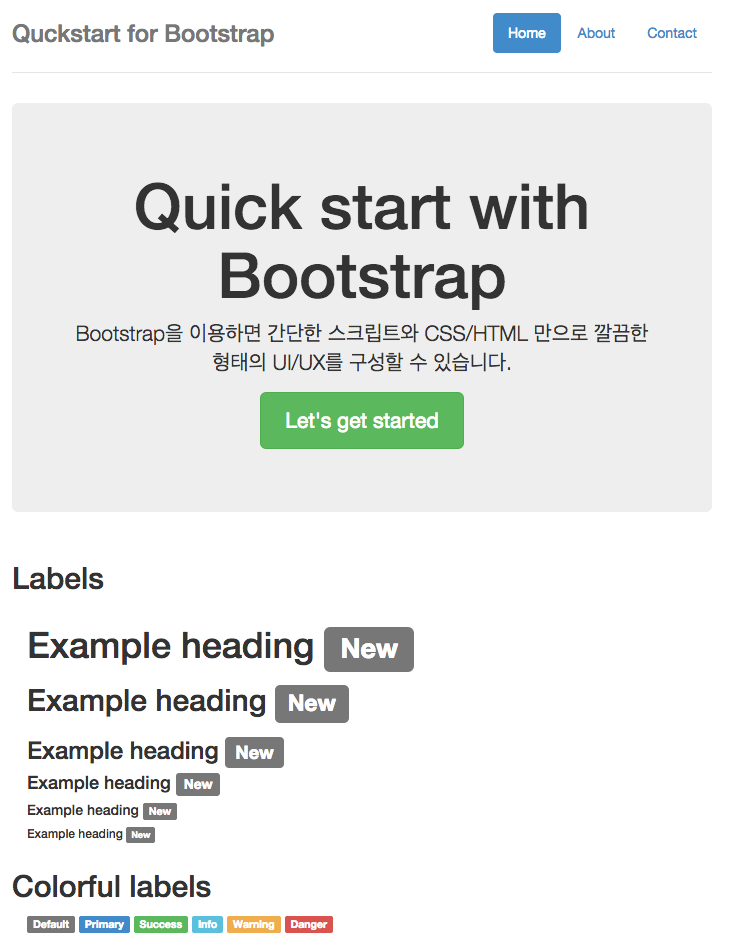 Quckstart for Bootstrap
Home About Contact
Quick start with
Bootstrap
Bootstrap을 이용하면 간단한 스크립트와 CSS/HTML 만으로 깔끔한
형태의 UI/UX를 구성할 수 있습니다.
Let's get started
Labels
Example heading New
Example heading New
Example heading New
Example heading New
Example heading New
Example heading New
Colorful labels
Default Primary Success Info Warning Danger